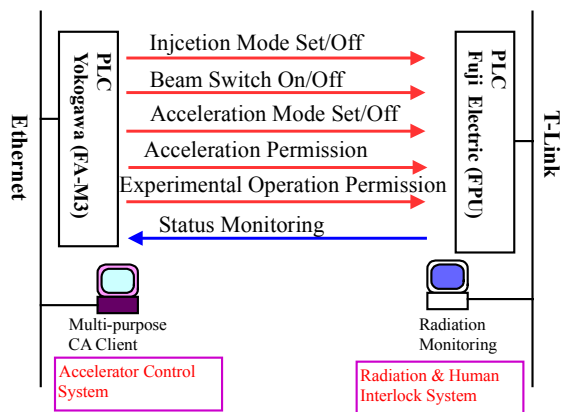 Ethernet
PLC
Yokogawa (FA-M3)
Injcetion Mode Set/Off
Beam Switch On/Off
Acceleration Mode Set/Off
Acceleration Permission
Experimental Operation Permission
Status Monitoring
PLC
Fuji Electric (FPU)
T-Link
Multi-purpose
CA Client
Radiation
Monitoring
Accelerator Control
System
Radiation & Human
Interlock System